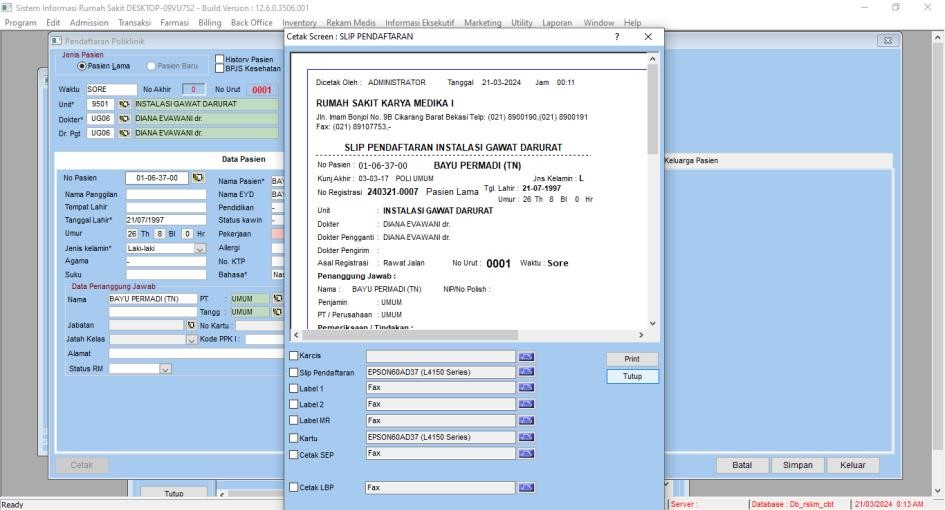 Sistem Informasi Rumah Sakit DESKTOP-09VU7S2 - Build Version : 12.6.0.3506.001
Program Edit Admission Transaksi Farmasi Billing Back Office Inventory Rekam Medis Informasi Eksekutif Marketing Utility Laporan Window Help
Pendaftaran Poliklinik
Jenis Pasien
Pasien Lama Pasien Baru
History Pasien
BPJS Kesehatan
Waktu SORE No Akhir 0 No Urut 0001
Unit* 9501 INSTALASI GAWAT DARURAT
Dokter* UG06 DIANA EVAWANI dr.
Dr. Pgt UG06 DIANA EVAWANI dr.
Data Pasien
Keluarga Pasien
No Pasien 01-06-37-00 Nama Pasien* BA
Nama Panggilan Nama EYD BA
Tempat Lahir Pendidikan -
Tanggal Lahir* 21/07/1997 Status kawin -
Umur 26 Th 8 Bl 0 Hr Pekerjaan
Jenis kelamin* Laki-laki Allergi
Agama - No. KTP
Suku Bahasa* Nas
Data Penanggung Jawab
Nama BAYU PERMADI (TN) PT : UMUM
Tangg : UMUM
Jabatan No Kartu :
Jatah Kelas Kode PPK I :
Alamat
Status RM
Cetak
Tutup
Cetak Screen : SLIP PENDAFTARAN ?
Dicetak Oleh : ADMINISTRATOR Tanggal 21-03-2024 Jam 00:11
RUMAH SAKIT KARYA MEDIKA I
Jln. Imam Bonjol No. 9B Cikarang Barat Bekasi Telp: (021) 8900190,(021) 8900191
Fax: (021) 89107753,-
SLIP PENDAFTARAN INSTALASI GAWAT DARURAT
No Pasien : 01-06-37-00 BAYU PERMADI (TN)
Kunj Akhir : 03-03-17 POLI UMUM Jns Kelamin : L
No Registrasi 240321-0007 Pasien Lama Tgl. Lahir : 21-07-1997
Umur : 26 Th 8 Bl 0 Hr
Unit : INSTALASI GAWAT DARURAT
Dokter : DIANA EVAWANI dr.
Dokter Pengganti : DIANA EVAWANI dr.
Dokter Pengirim :
Asal Registrasi : Rawat Jalan No Urut : 0001 Waktu : Sore
Penanggung Jawab :
Nama : BAYU PERMADI (TN) NIP/No Polish :
Penjamin : UMUM
PT / Perusahaan : UMUM
Pemeriksaan / Tindakan :
Karcis
Slip Pendaftaran EPSON60AD37 (L4150 Series)
Label 1 Fax
Label 2 Fax
Label MR Fax
Kartu EPSON60AD37 (L4150 Series)
Cetak SEP Fax
Cetak LBP Fax
Print
Tutup
Batal Simpan Keluar
Ready Server : Database : Db_rskm_cbt 21/03/2024 0:13 AM